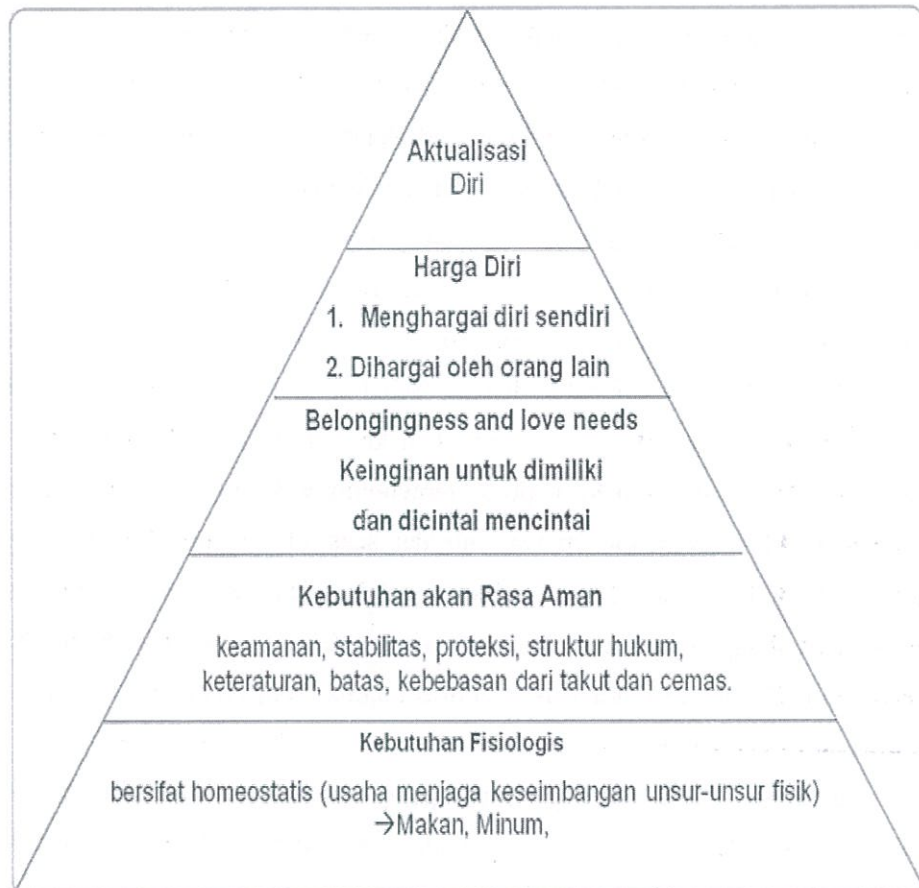 Aktualisasi
Diri
Harga Diri
1. Menghargai diri sendiri
2. Dihargai oleh orang lain
Belongingness and love needs
Keinginan untuk dimiliki
dan dicintai mencintai
Kebutuhan akan Rasa Aman
keamanan, stabilitas, proteksi, struktur hukum,
keteraturan, batas, kebebasan dari takut dan cemas.
Kebutuhan Fisiologis
bersifat homeostatis (usaha menjaga keseimbangan unsur-unsur fisik)
→Makan, Minum,